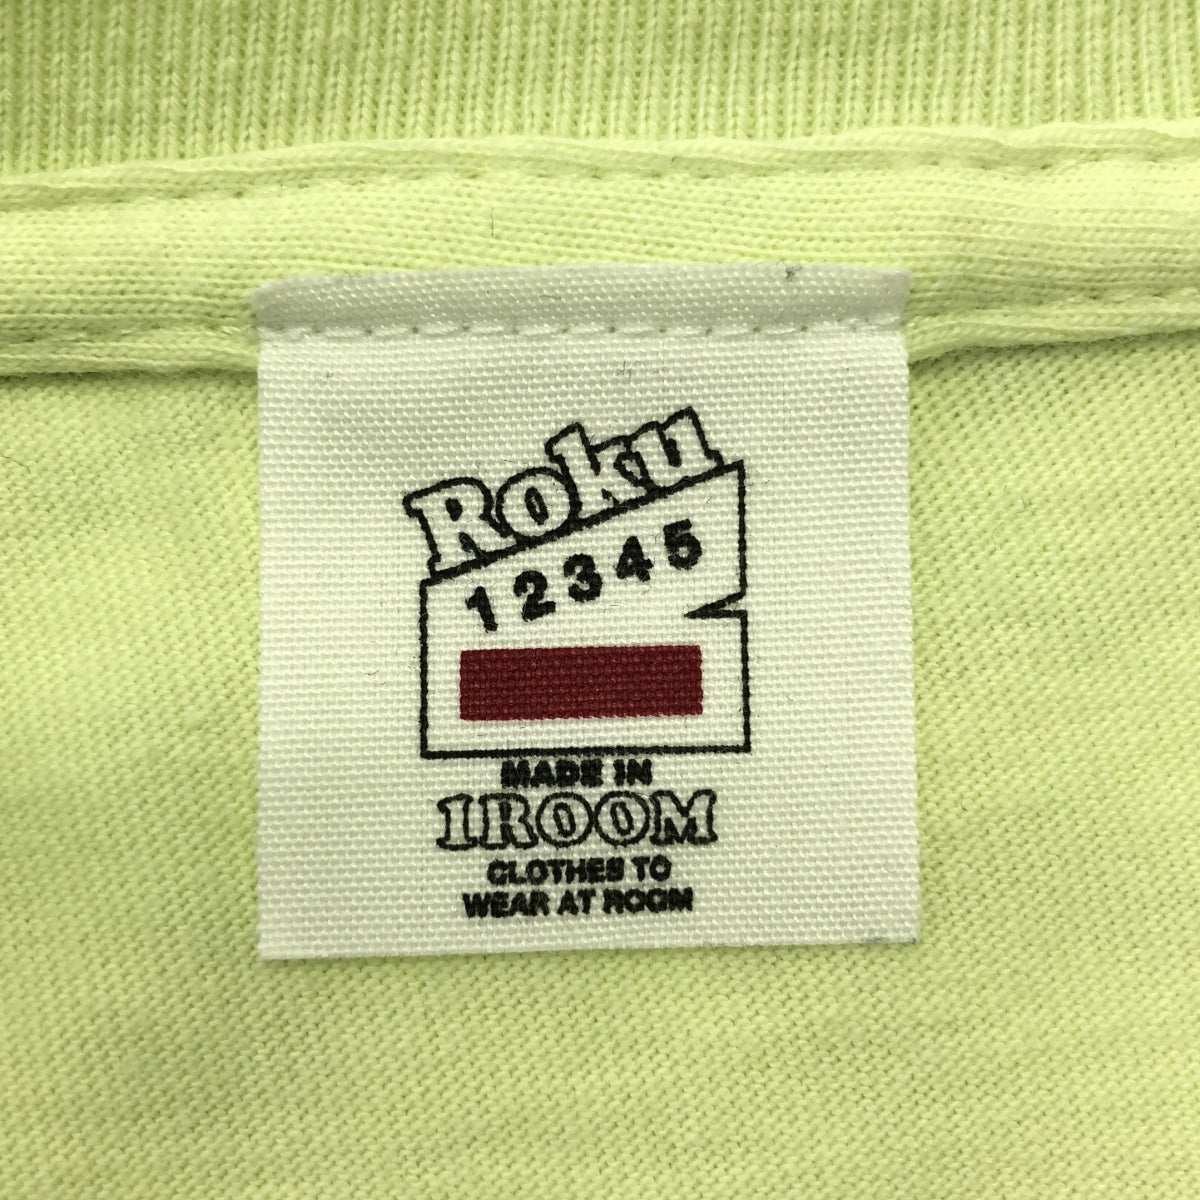 Roku
12345
MADE IN
1ROOM
CLOTHES TO
WEAR AT ROOM